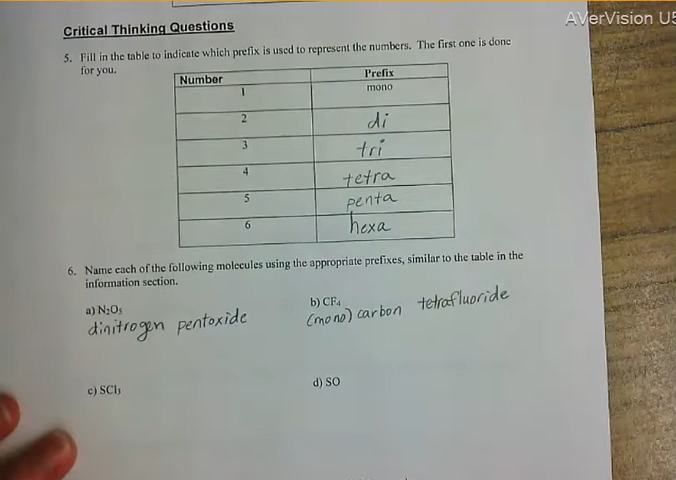 AVerVision U5
Critical Thinking Questions
5. Fill in the table to indicate which prefix is used to represent the numbers. The first one is done
for you.
Number Prefix
1 mono
2 di
3 tri
4 tetra
5 penta
6 hexa
6. Name each of the following molecules using the appropriate prefixes, similar to the table in the
information section.
a) N₂O₅ b) CF₄
dinitrogen pentoxide (mono) carbon tetrafluoride
c) SCl₃ d) SO